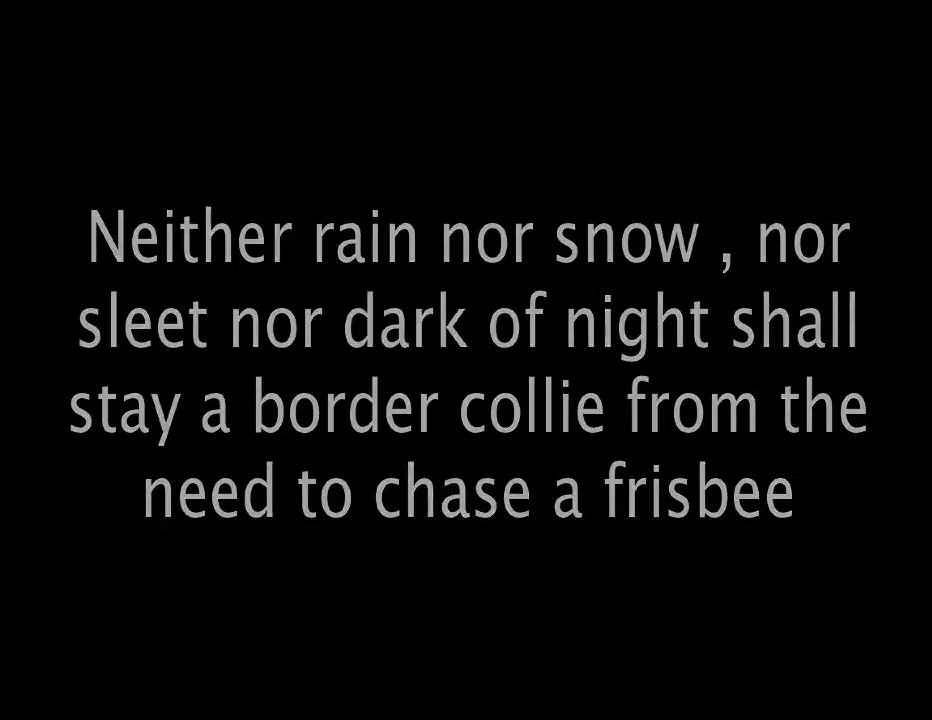 Neither rain nor snow , nor
sleet nor dark of night shall
stay a border collie from the
need to chase a frisbee